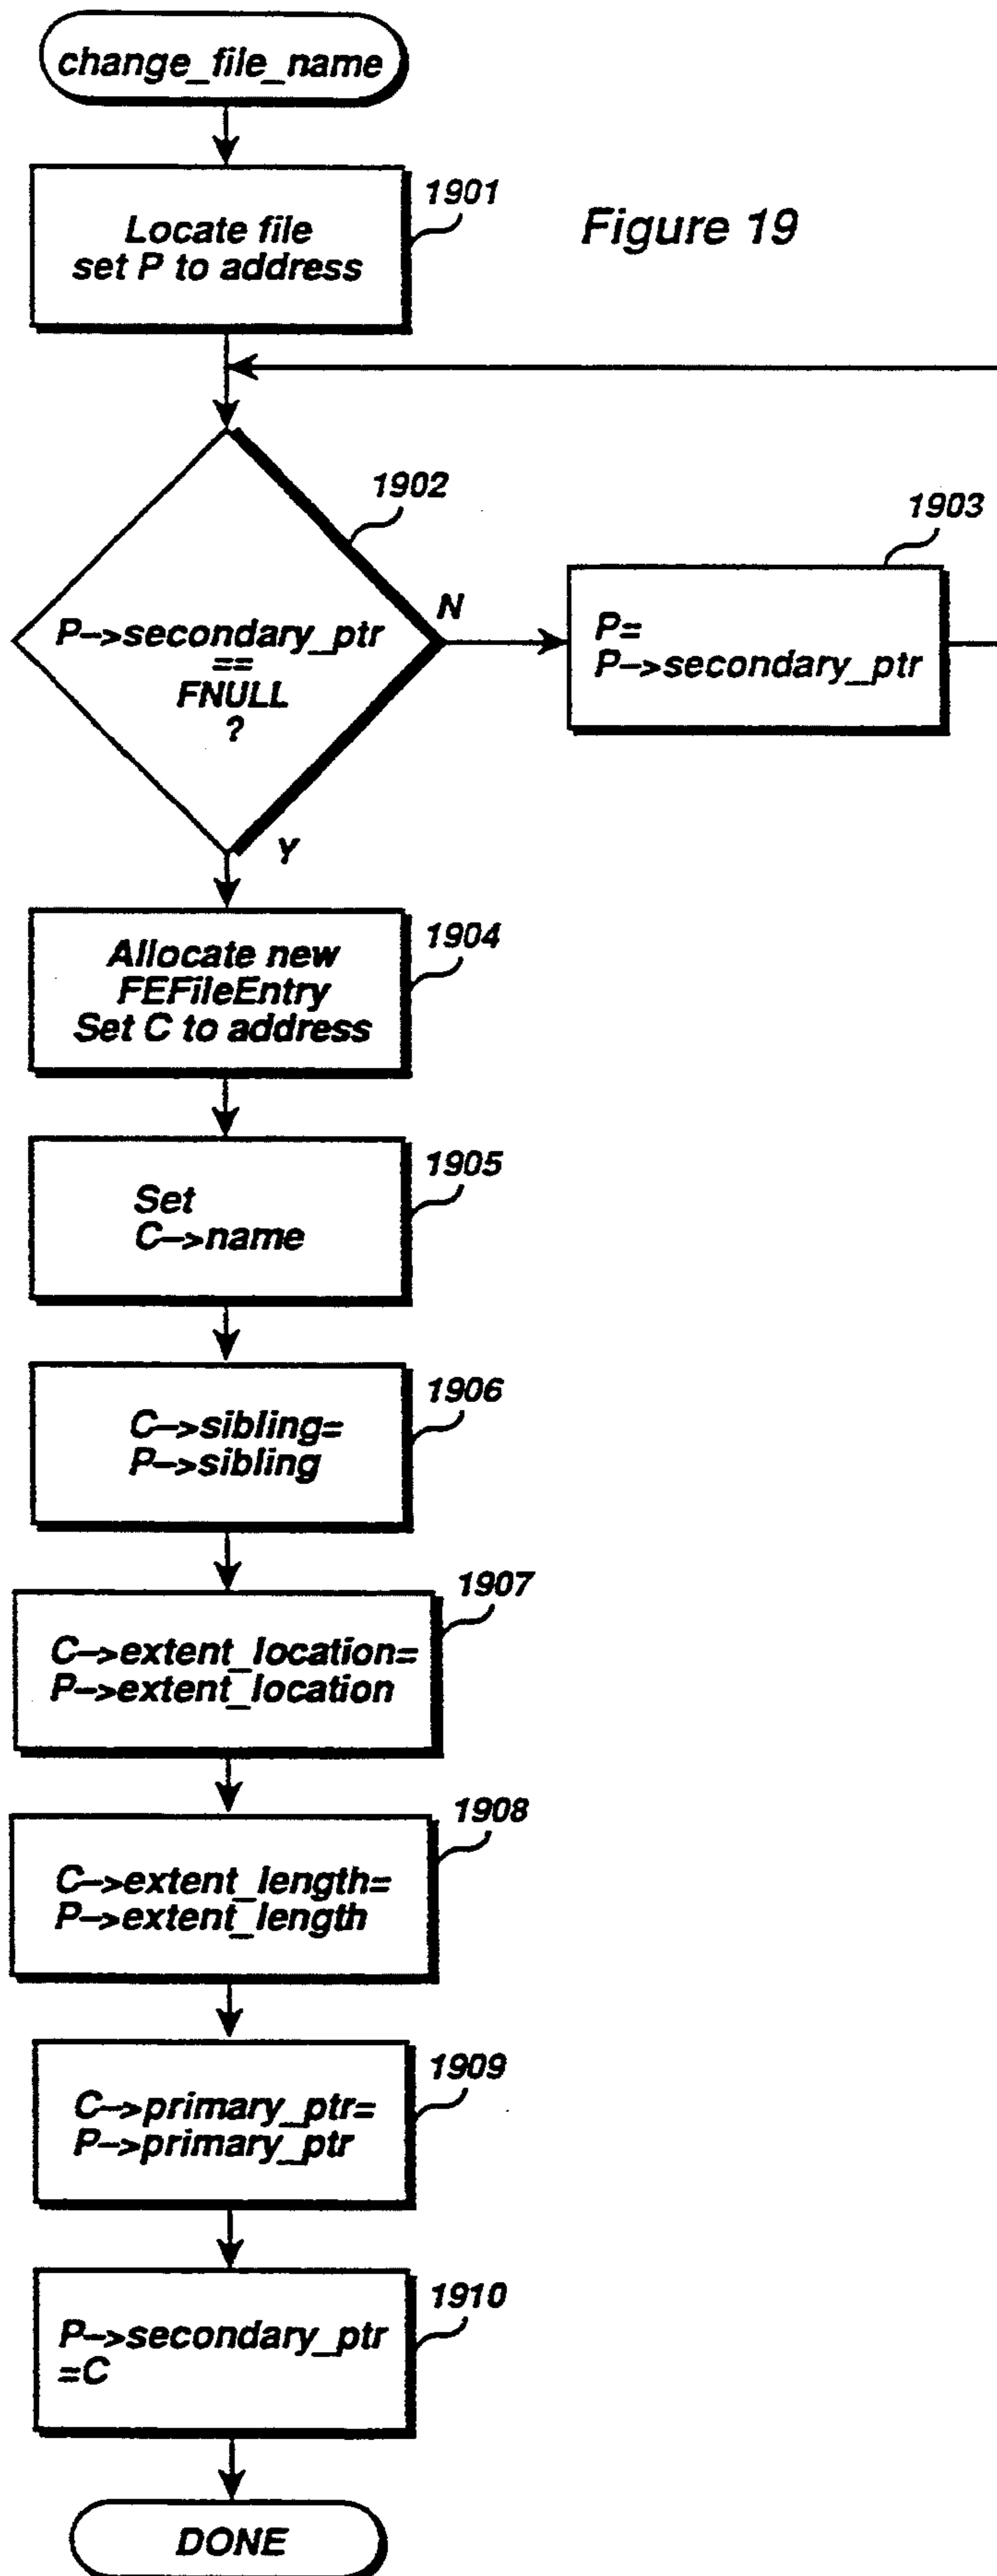 change_file_name
1901
Figure 19
Locate file
set P to address
1902
1903
P->secondary_ptr
==
FNULL
?
N
P=
P->secondary_ptr
Y
1904
Allocate new
FEFileEntry
Set C to address
1905
Set
C->name
1906
C->sibling=
P->sibling
1907
C->extent_location=
P->extent_location
1908
C->extent_length=
P->extent_length
1909
C->primary_ptr=
P->primary_ptr
1910
P->secondary_ptr
=C
DONE